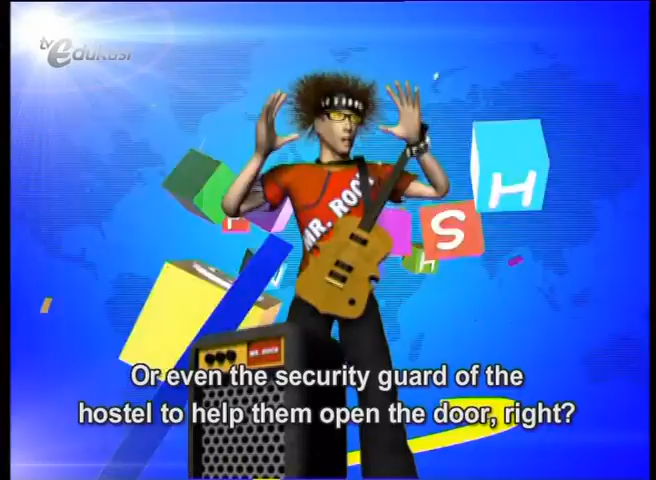 tv edukasi
MR. ROCK
H
S
h
MR. ROCK
Or even the security guard of the
hostel to help them open the door, right?